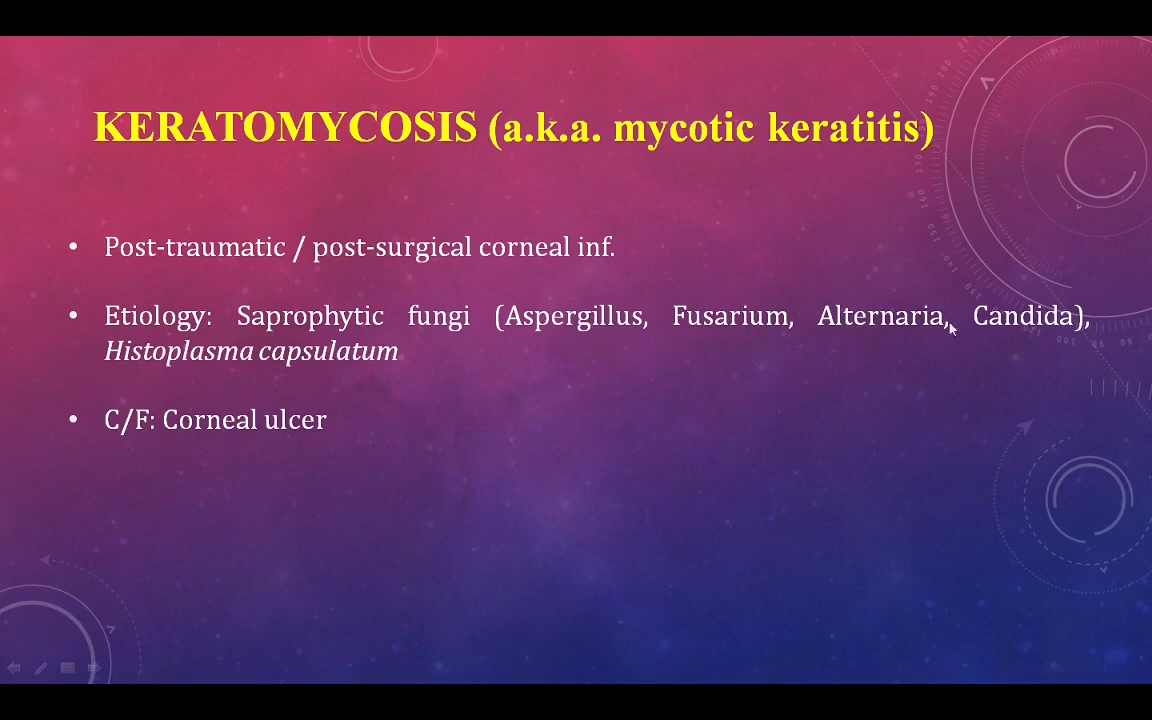 KERATOMYCOSIS (a.k.a. mycotic keratitis)
• Post-traumatic / post-surgical corneal inf.
• Etiology: Saprophytic fungi (Aspergillus, Fusarium, Alternaria, Candida),
Histoplasma capsulatum
• C/F: Corneal ulcer